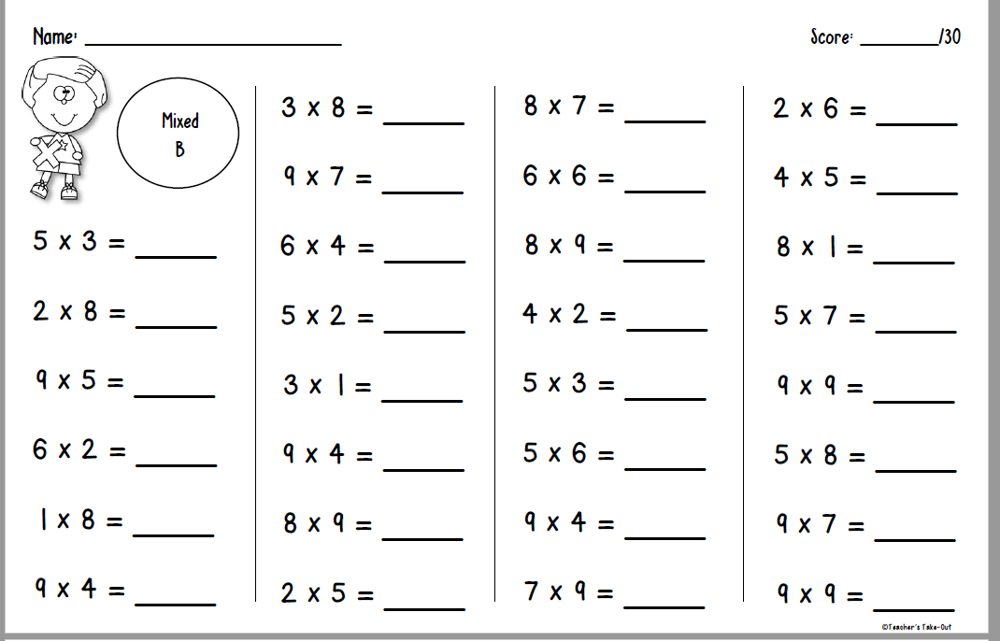 Name: ____________________
Score: ________/30
Mixed
B
5 x 3 = ______
2 x 8 = ______
9 x 5 = ______
6 x 2 = ______
1 x 8 = ______
9 x 4 = ______
3 x 8 = ______
9 x 7 = ______
6 x 4 = ______
5 x 2 = ______
3 x 1 = ______
9 x 4 = ______
8 x 9 = ______
2 x 5 = ______
8 x 7 = ______
6 x 6 = ______
8 x 9 = ______
4 x 2 = ______
5 x 3 = ______
5 x 6 = ______
9 x 4 = ______
7 x 9 = ______
2 x 6 = ______
4 x 5 = ______
8 x 1 = ______
5 x 7 = ______
9 x 9 = ______
5 x 8 = ______
9 x 7 = ______
9 x 9 = ______
©Teacher's Take-Out